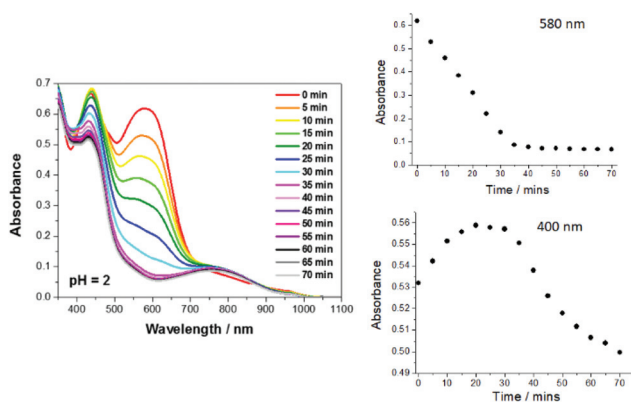 0.7
0.6
0.5
0.4
0.3
0.2
0.1
0.0
Absorbance
0 min
5 min
10 min
15 min
20 min
25 min
30 min
35 min
40 min
45 min
50 min
55 min
60 min
65 min
70 min
pH = 2
400 500 600 700 800 900 1000 1100
Wavelength / nm
580 nm
0.6
0.5
0.4
0.3
0.2
0.1
0.0
Absorbance
0 10 20 30 40 50 60 70
Time / mins
400 nm
0.56
0.55
0.54
0.53
0.52
0.51
0.50
0.49
Absorbance
0 10 20 30 40 50 60 70
Time / mins